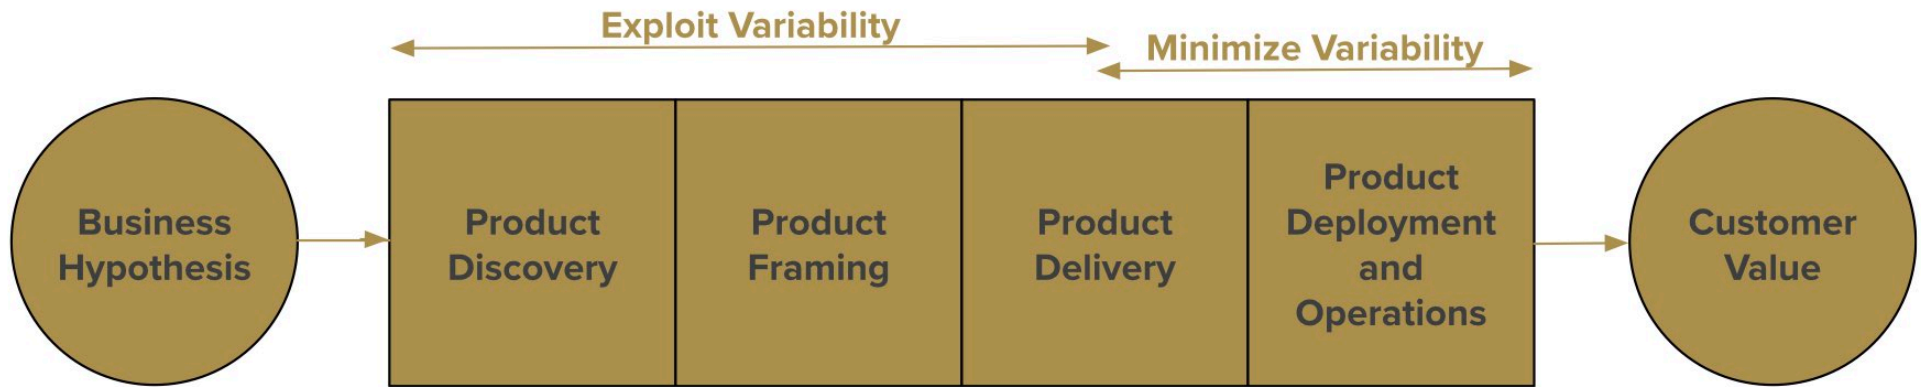 Exploit Variability
Minimize Variability
Business
Hypothesis
Product
Discovery
Product
Framing
Product
Delivery
Product
Deployment
and
Operations
Customer
Value